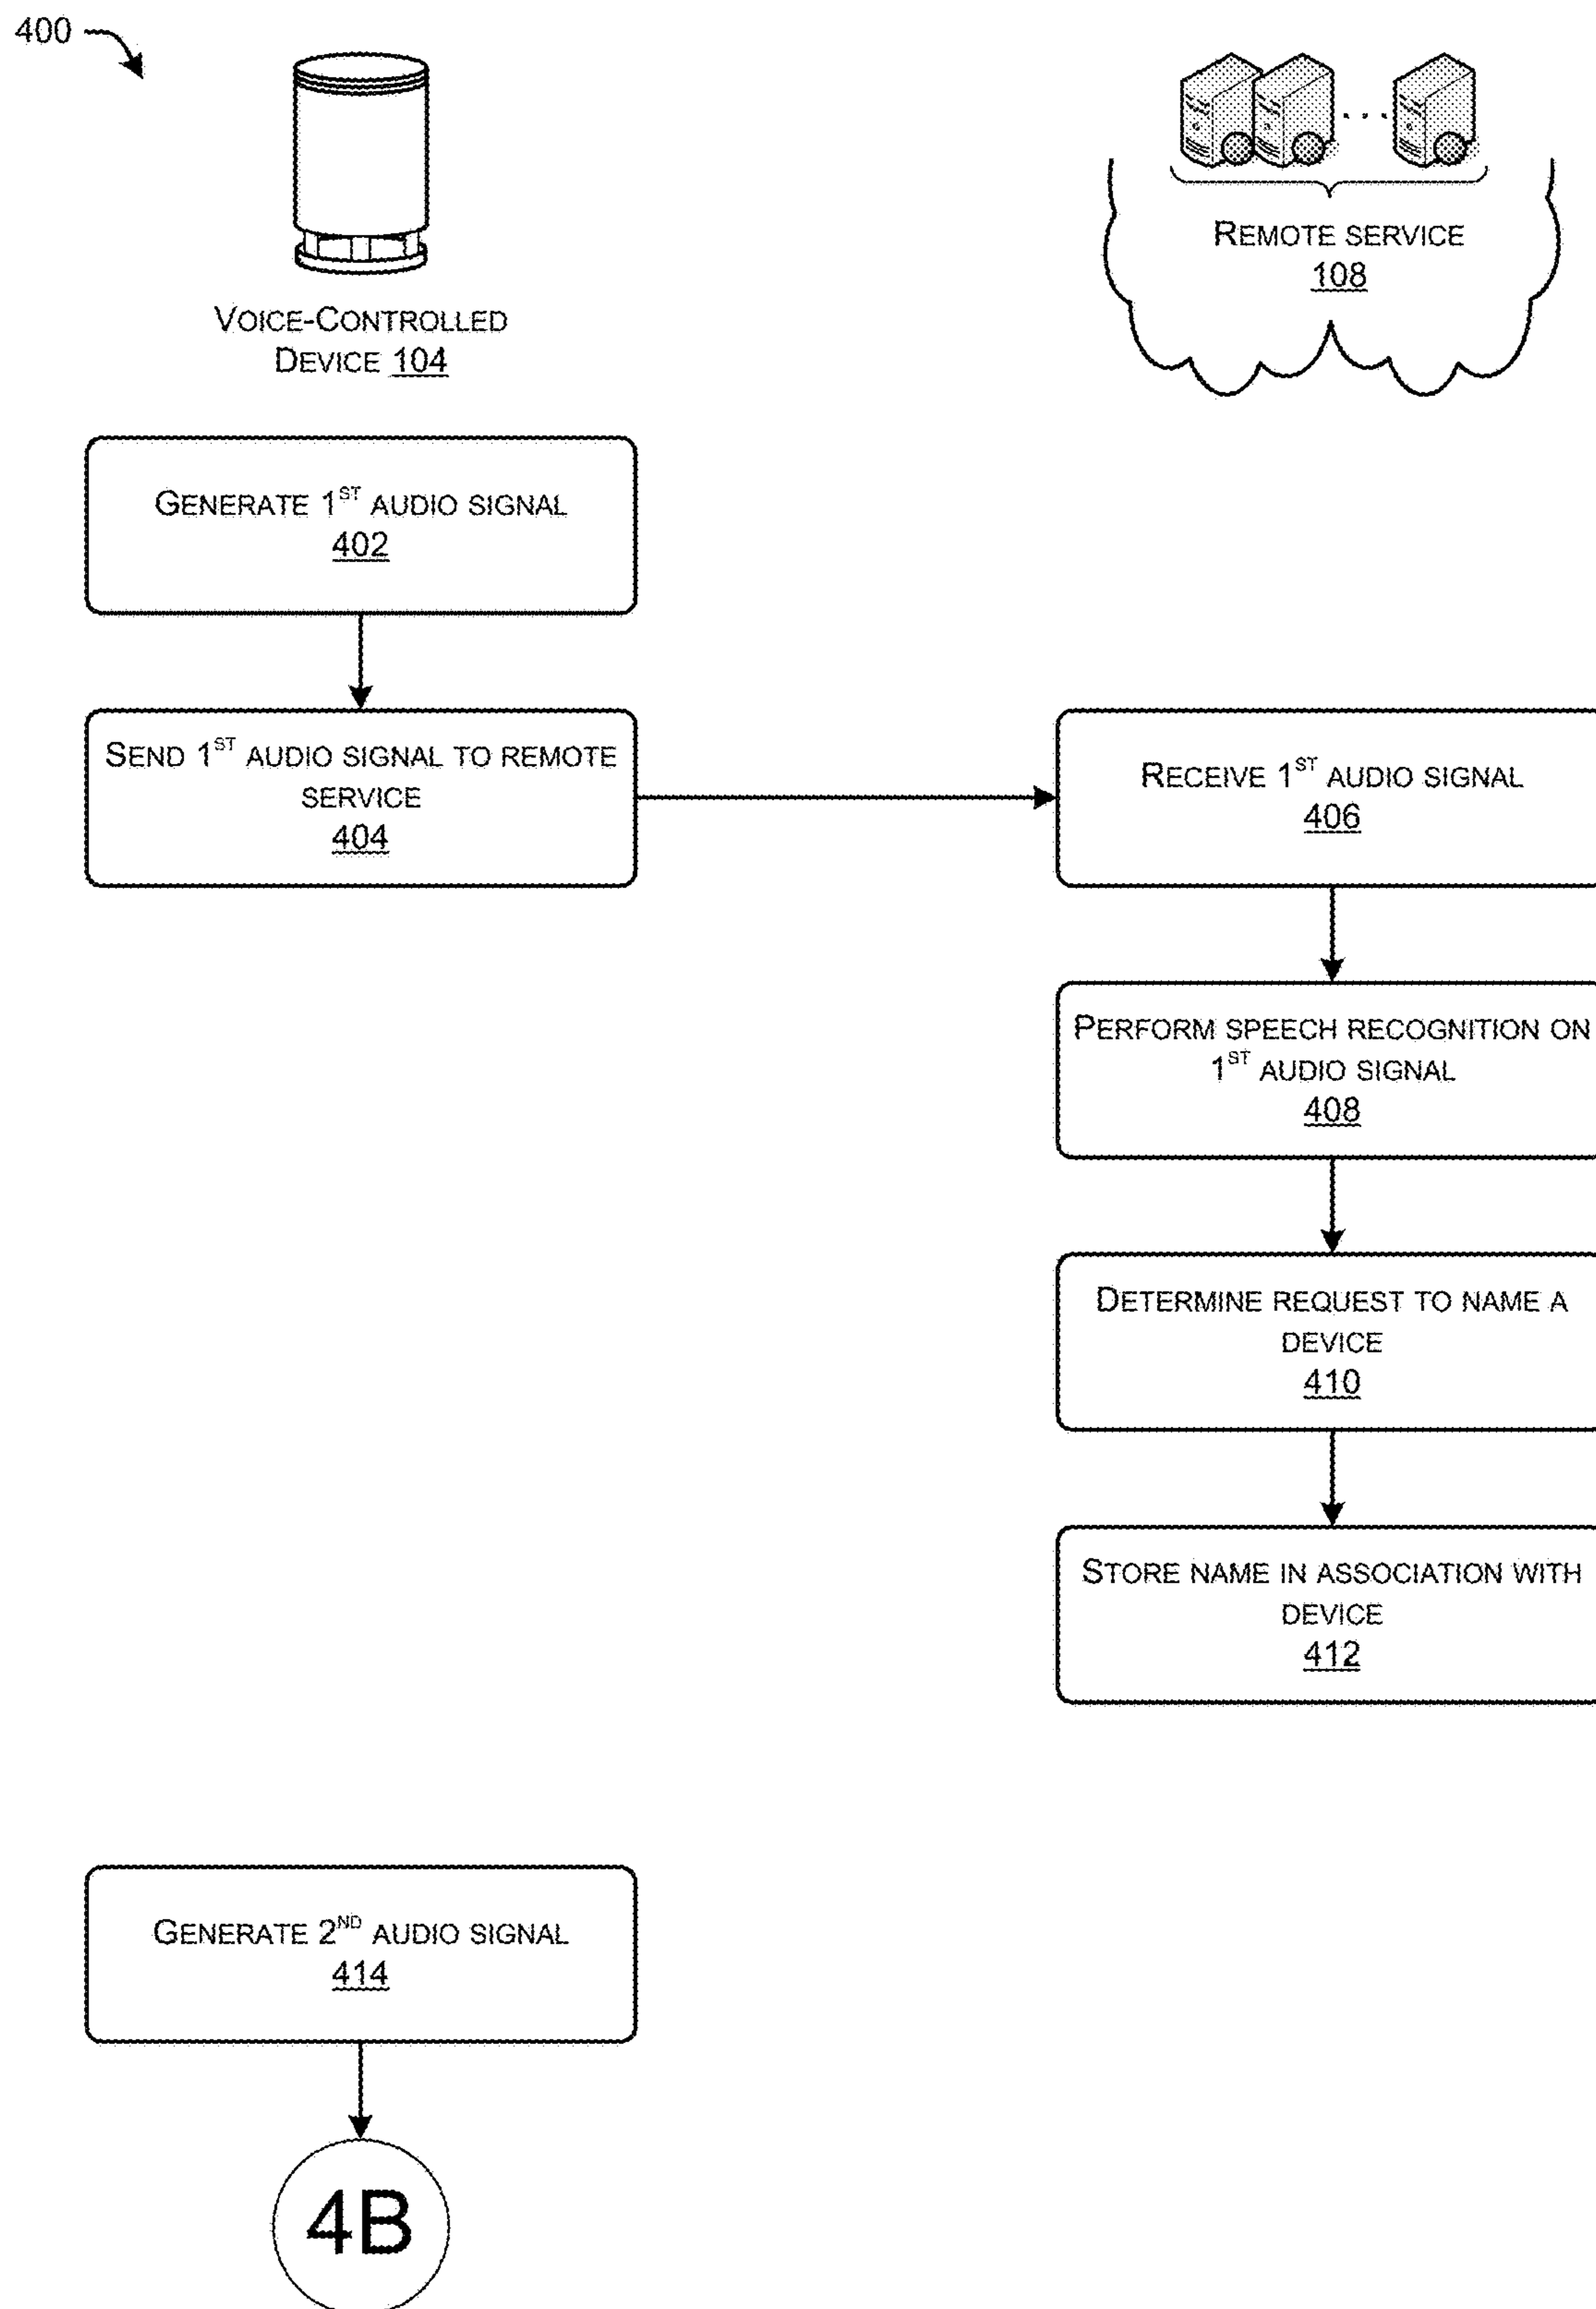 400
VOICE-CONTROLLED
DEVICE 104
REMOTE SERVICE
108
GENERATE 1ST AUDIO SIGNAL
402
SEND 1ST AUDIO SIGNAL TO REMOTE
SERVICE
404
RECEIVE 1ST AUDIO SIGNAL
406
PERFORM SPEECH RECOGNITION ON
1ST AUDIO SIGNAL
408
DETERMINE REQUEST TO NAME A
DEVICE
410
STORE NAME IN ASSOCIATION WITH
DEVICE
412
GENERATE 2ND AUDIO SIGNAL
414
4B